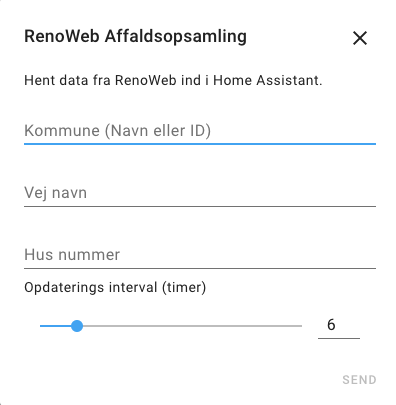 RenoWeb Affaldsopsamling
Hent data fra RenoWeb ind i Home Assistant.
Kommune (Navn eller ID)
Vej navn
Hus nummer
Opdaterings interval (timer)
6
SEND